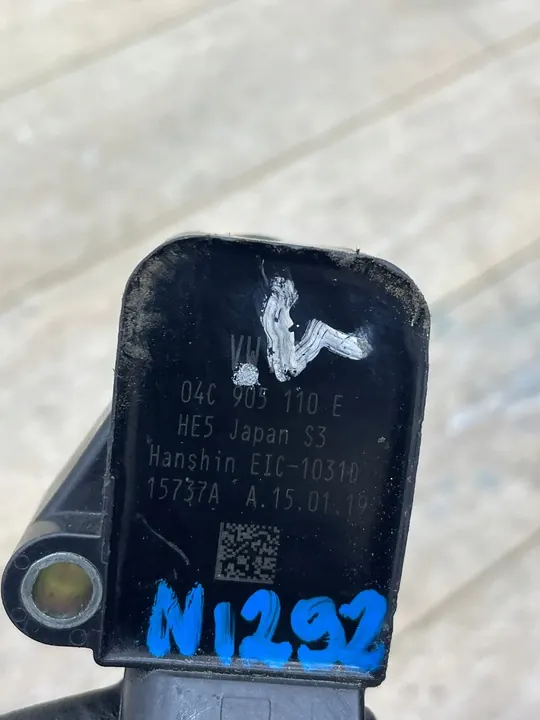 VW
04C 905 110 E
HE5 Japan S3
Hanshin EIC-10310
15737A A.15.01.19
N1292